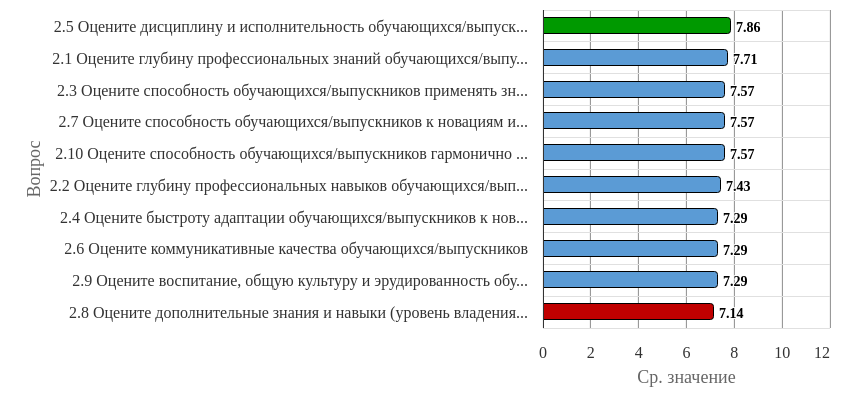 2.5 Оцените дисциплину и исполнительность обучающихся/выпуск... 7.86
2.1 Оцените глубину профессиональных знаний обучающихся/выпу... 7.71
2.3 Оцените способность обучающихся/выпускников применять зн... 7.57
2.7 Оцените способность обучающихся/выпускников к новациям и... 7.57
2.10 Оцените способность обучающихся/выпускников гармонично ... 7.57
2.2 Оцените глубину профессиональных навыков обучающихся/вып... 7.43
2.4 Оцените быстроту адаптации обучающихся/выпускников к нов... 7.29
2.6 Оцените коммуникативные качества обучающихся/выпускников 7.29
2.9 Оцените воспитание, общую культуру и эрудированность обу... 7.29
2.8 Оцените дополнительные знания и навыки (уровень владения... 7.14
Вопрос
0 2 4 6 8 10 12
Ср. значение